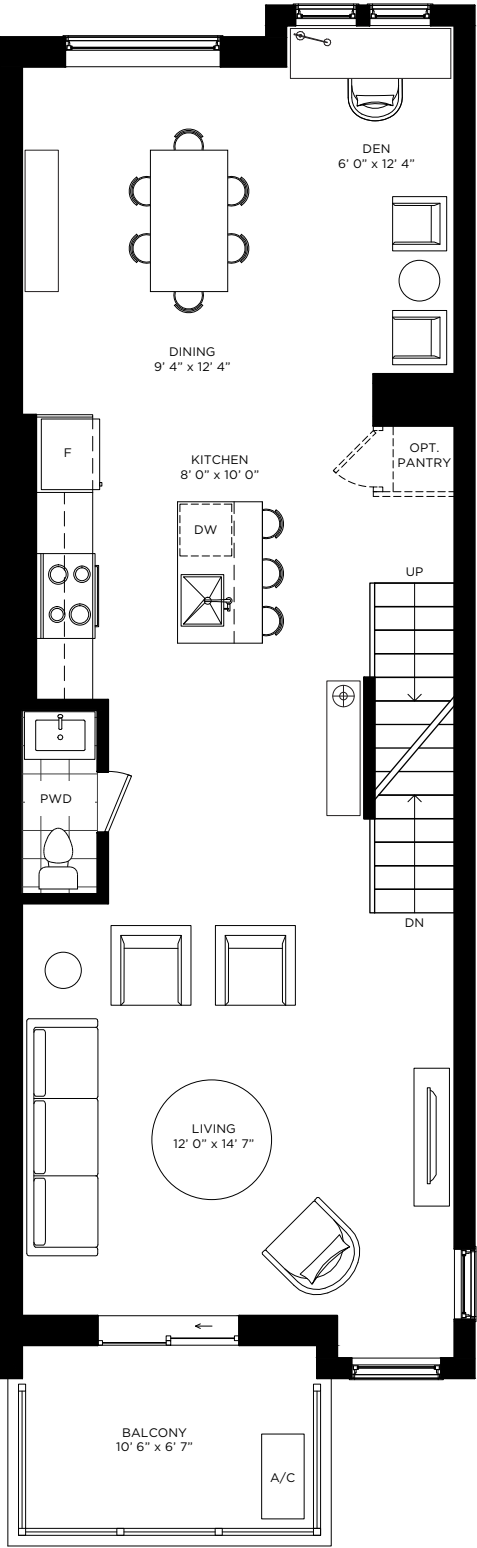 DEN
6’ 0” x 12’ 4”
DINING
9’ 4” x 12’ 4”
F
KITCHEN
8’ 0” x 10’ 0”
OPT.
PANTRY
DW
UP
PWD
DN
LIVING
12’ 0” x 14’ 7”
BALCONY
10’ 6” x 6’ 7”
A/C